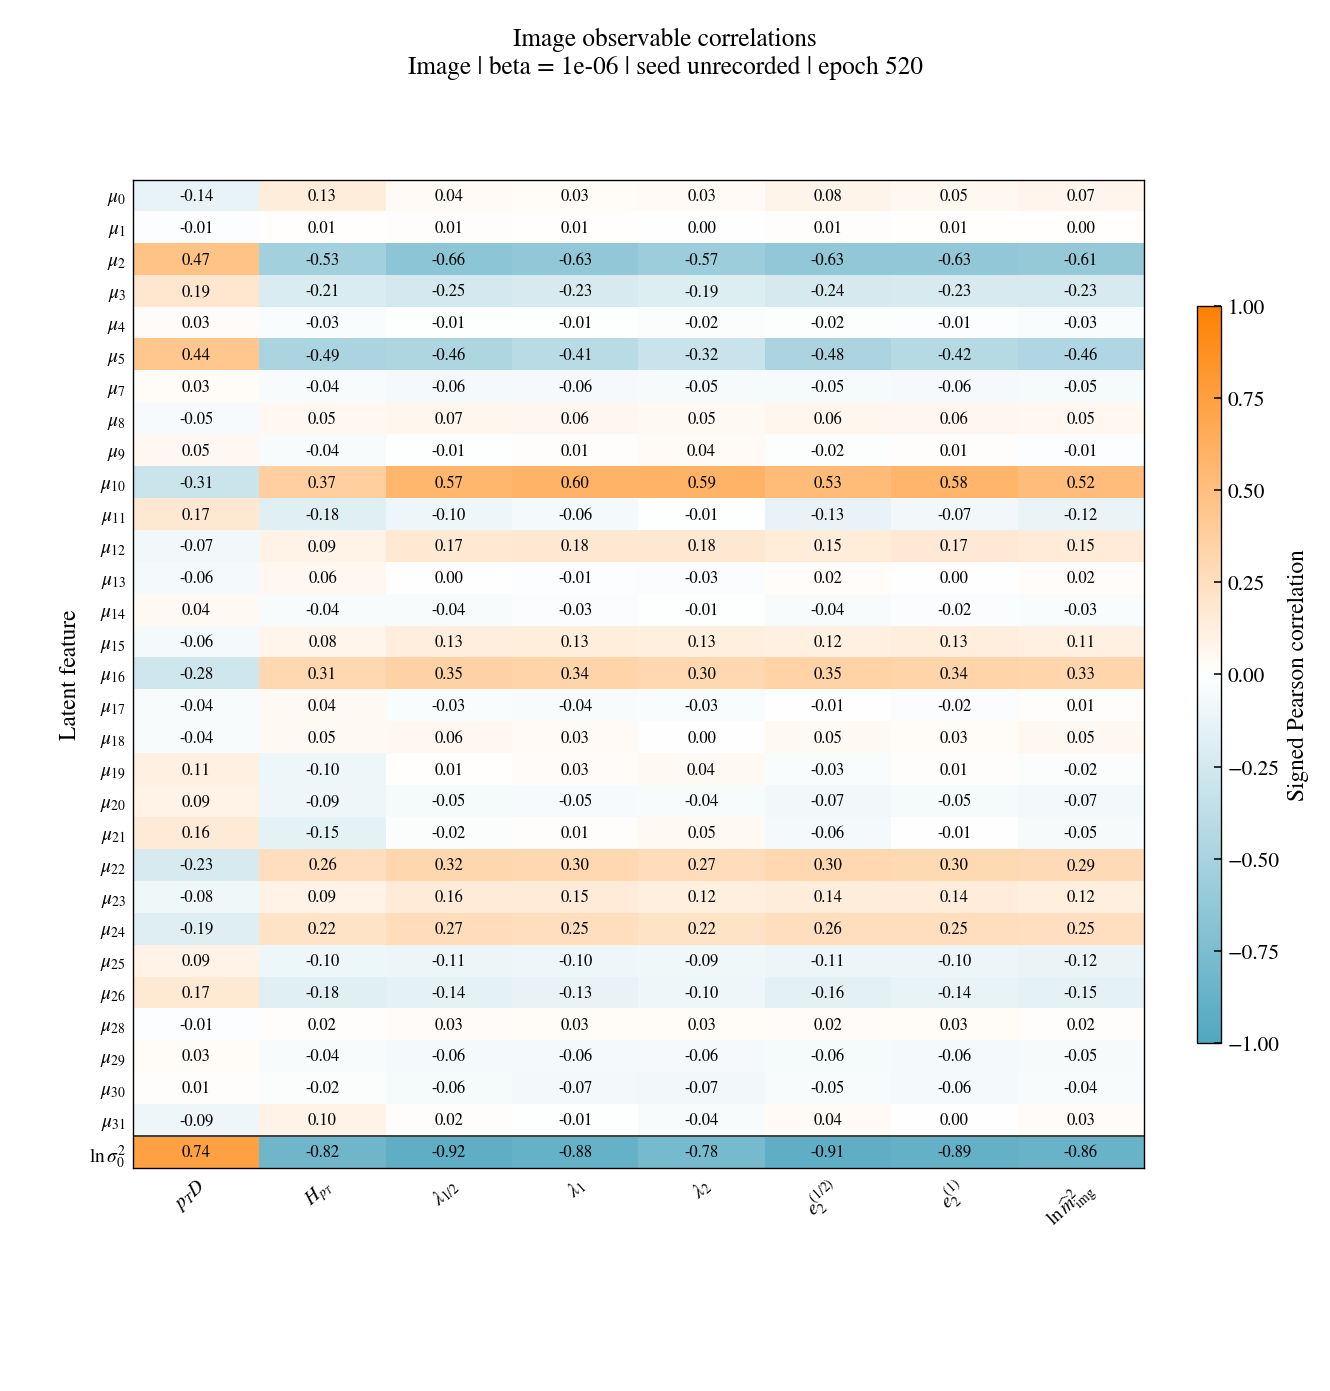 Image observable correlations
Image | beta = 1e-06 | seed unrecorded | epoch 520
Latent feature
μ0 -0.14 0.13 0.04 0.03 0.03 0.08 0.05 0.07
μ1 -0.01 0.01 0.01 0.01 0.00 0.01 0.01 0.00
μ2 0.47 -0.53 -0.66 -0.63 -0.57 -0.63 -0.63 -0.61
μ3 0.19 -0.21 -0.25 -0.23 -0.19 -0.24 -0.23 -0.23
μ4 0.03 -0.03 -0.01 -0.01 -0.02 -0.02 -0.01 -0.03
μ5 0.44 -0.49 -0.46 -0.41 -0.32 -0.48 -0.42 -0.46
μ7 0.03 -0.04 -0.06 -0.06 -0.05 -0.05 -0.06 -0.05
μ8 -0.05 0.05 0.07 0.06 0.05 0.06 0.06 0.05
μ9 0.05 -0.04 -0.01 0.01 0.04 -0.02 0.01 -0.01
μ10 -0.31 0.37 0.57 0.60 0.59 0.53 0.58 0.52
μ11 0.17 -0.18 -0.10 -0.06 -0.01 -0.13 -0.07 -0.12
μ12 -0.07 0.09 0.17 0.18 0.18 0.15 0.17 0.15
μ13 -0.06 0.06 0.00 -0.01 -0.03 0.02 0.00 0.02
μ14 0.04 -0.04 -0.04 -0.03 -0.01 -0.04 -0.02 -0.03
μ15 -0.06 0.08 0.13 0.13 0.13 0.12 0.13 0.11
μ16 -0.28 0.31 0.35 0.34 0.30 0.35 0.34 0.33
μ17 -0.04 0.04 -0.03 -0.04 -0.03 -0.01 -0.02 0.01
μ18 -0.04 0.05 0.06 0.03 0.00 0.05 0.03 0.05
μ19 0.11 -0.10 0.01 0.03 0.04 -0.03 0.01 -0.02
μ20 0.09 -0.09 -0.05 -0.05 -0.04 -0.07 -0.05 -0.07
μ21 0.16 -0.15 -0.02 0.01 0.05 -0.06 -0.01 -0.05
μ22 -0.23 0.26 0.32 0.30 0.27 0.30 0.30 0.29
μ23 -0.08 0.09 0.16 0.15 0.12 0.14 0.14 0.12
μ24 -0.19 0.22 0.27 0.25 0.22 0.26 0.25 0.25
μ25 0.09 -0.10 -0.11 -0.10 -0.09 -0.11 -0.10 -0.12
μ26 0.17 -0.18 -0.14 -0.13 -0.10 -0.16 -0.14 -0.15
μ28 -0.01 0.02 0.03 0.03 0.03 0.02 0.03 0.02
μ29 0.03 -0.04 -0.06 -0.06 -0.06 -0.06 -0.06 -0.05
μ30 0.01 -0.02 -0.06 -0.07 -0.07 -0.05 -0.06 -0.04
μ31 -0.09 0.10 0.02 -0.01 -0.04 0.04 0.00 0.03
ln σ₀² 0.74 -0.82 -0.92 -0.88 -0.78 -0.91 -0.89 -0.86
p_T D H_{p_T} λ_{1/2} λ_1 λ_2 e_2^{(1/2)} e_2^{(1)} ln m̂²_img
1.00
0.75
0.50
0.25
0.00
−0.25
−0.50
−0.75
−1.00
Signed Pearson correlation